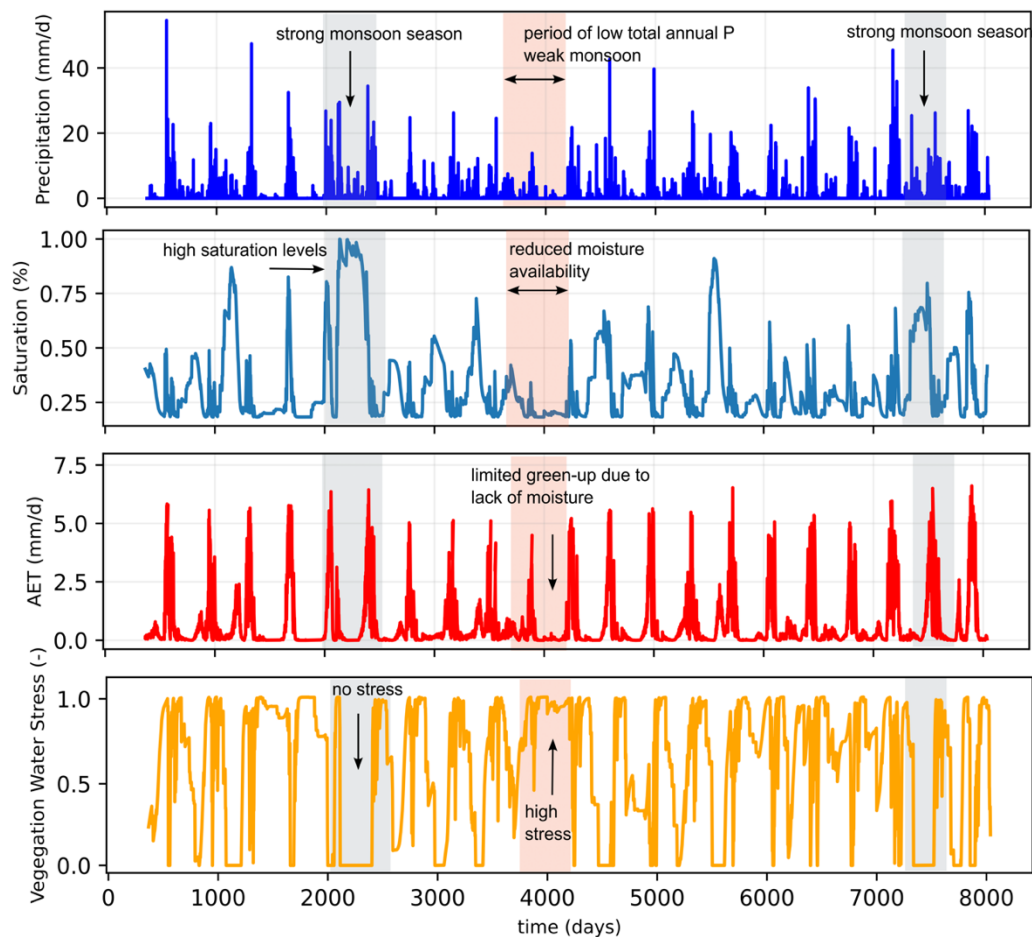 strong monsoon season
period of low total annual P
weak monsoon
strong monsoon season
Precipitation (mm/d)
40
20
0
high saturation levels
reduced moisture
availability
Saturation (%)
1.00
0.75
0.50
0.25
limited green-up due to
lack of moisture
AET (mm/d)
7.5
5.0
2.5
0.0
no stress
high
stress
Vegegation Water Stress (-)
1.0
0.5
0.0
0 1000 2000 3000 4000 5000 6000 7000 8000
time (days)